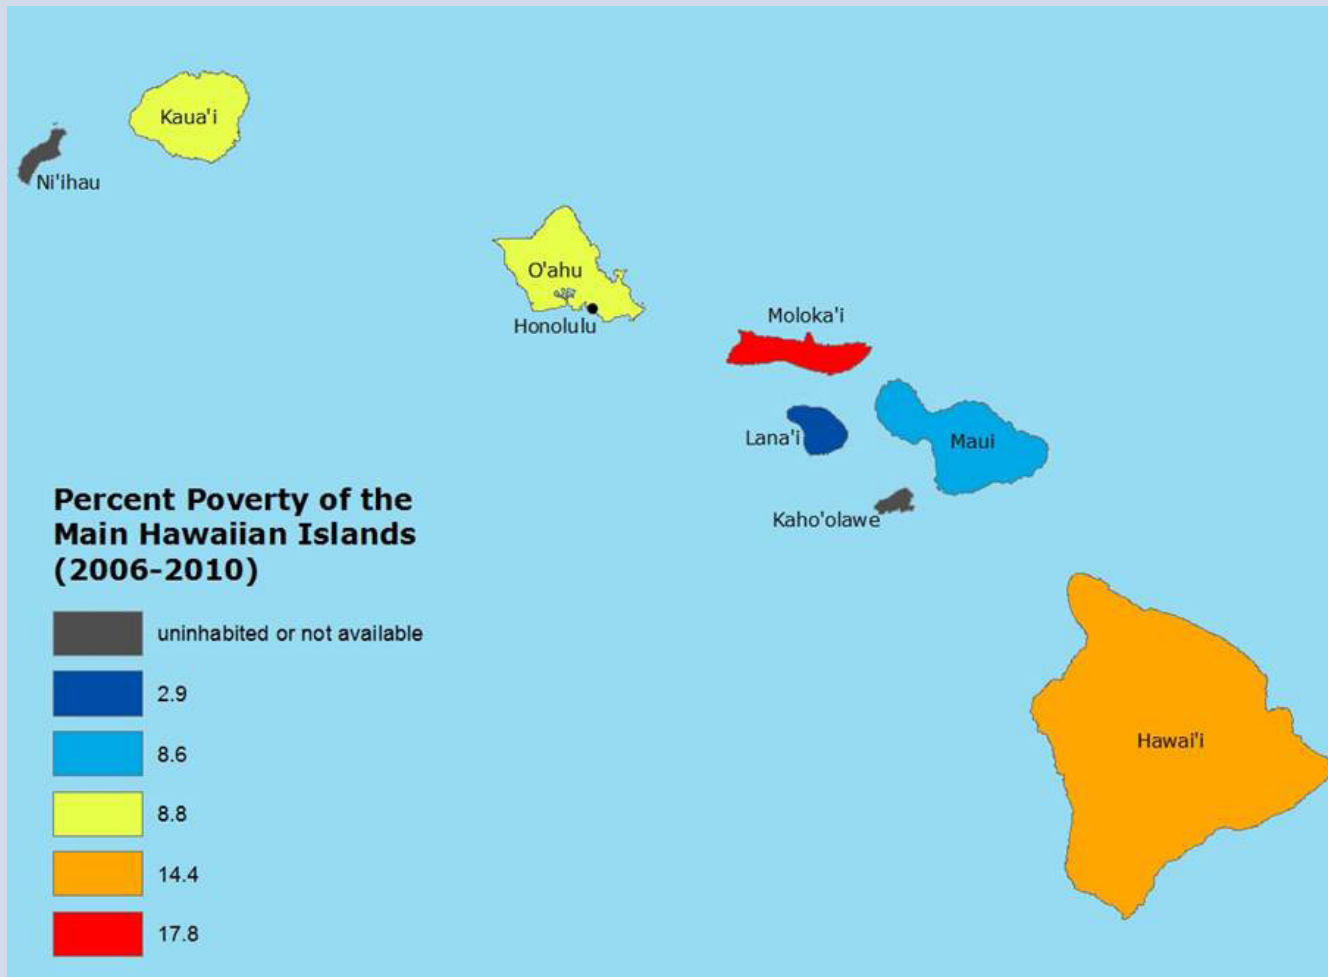 Kaua'i
Ni'ihau
O'ahu
Honolulu
Moloka'i
Lana'i
Maui
Kaho'olawe
Hawai'i
Percent Poverty of the
Main Hawaiian Islands
(2006-2010)
uninhabited or not available
2.9
8.6
8.8
14.4
17.8